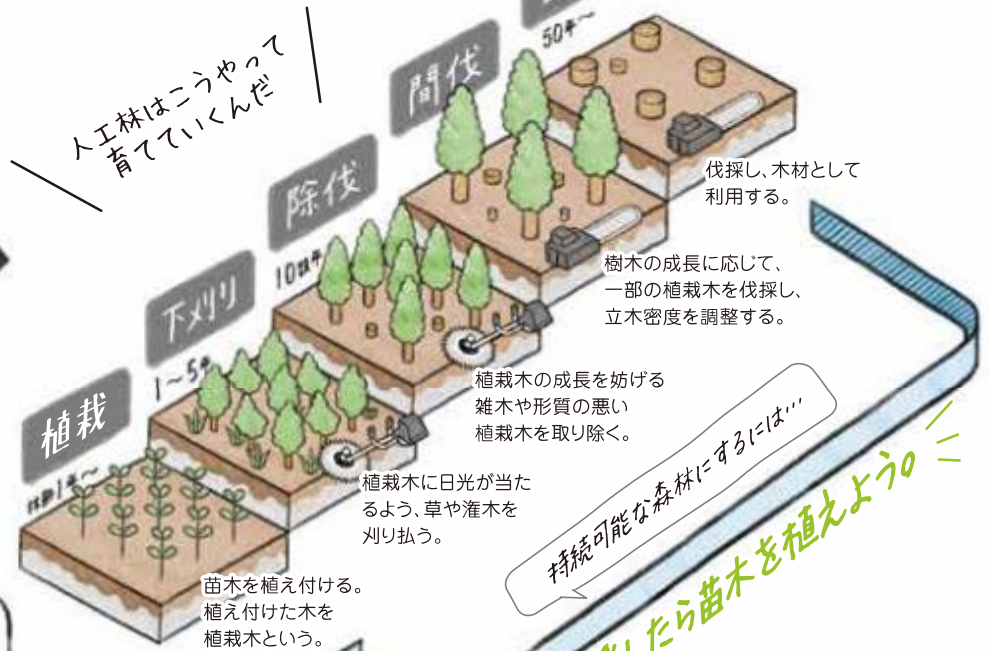 人工林はこうやって
育てていくんだ
50年〜
伐採し、木材として
利用する。
間伐
樹木の成長に応じて、
一部の植栽木を伐採し、
立木密度を調整する。
除伐
10数年
植栽木の成長を妨げる
雑木や形質の悪い
植栽木を取り除く。
下刈り
1〜5年
植栽木に日光が当た
るよう、草や潅木を
刈り払う。
植栽
林齢1年〜
苗木を植え付ける。
植え付けた木を
植栽木という。
持続可能な森林にするには…
したら苗木を植えよう。